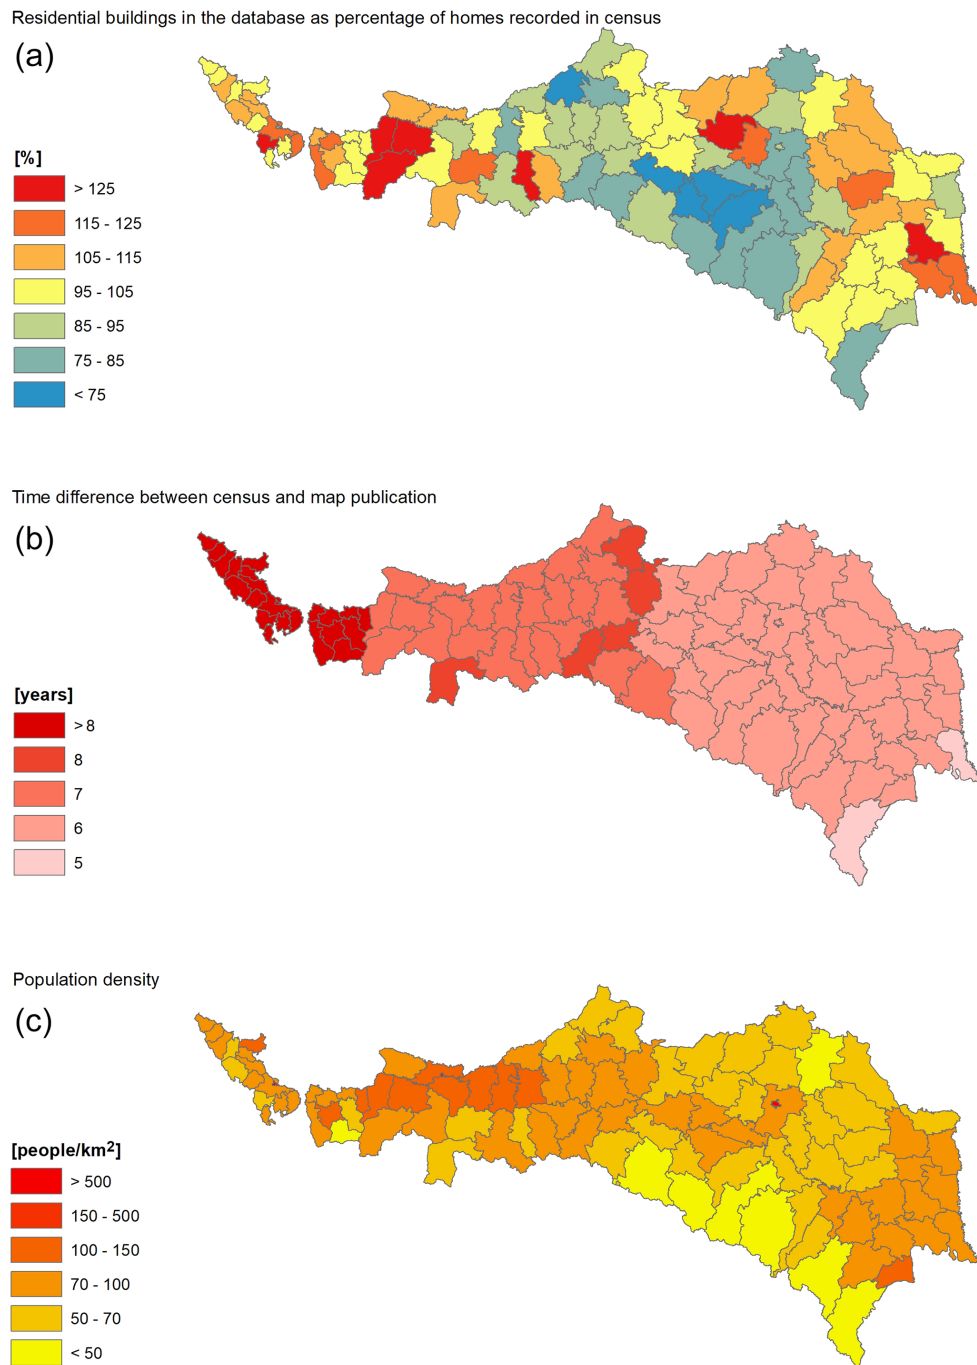 Residential buildings in the database as percentage of homes recorded in census
(a)
[%]
> 125
115 - 125
105 - 115
95 - 105
85 - 95
75 - 85
< 75
Time difference between census and map publication
(b)
[years]
> 8
8
7
6
5
Population density
(c)
[people/km²]
> 500
150 - 500
100 - 150
70 - 100
50 - 70
< 50